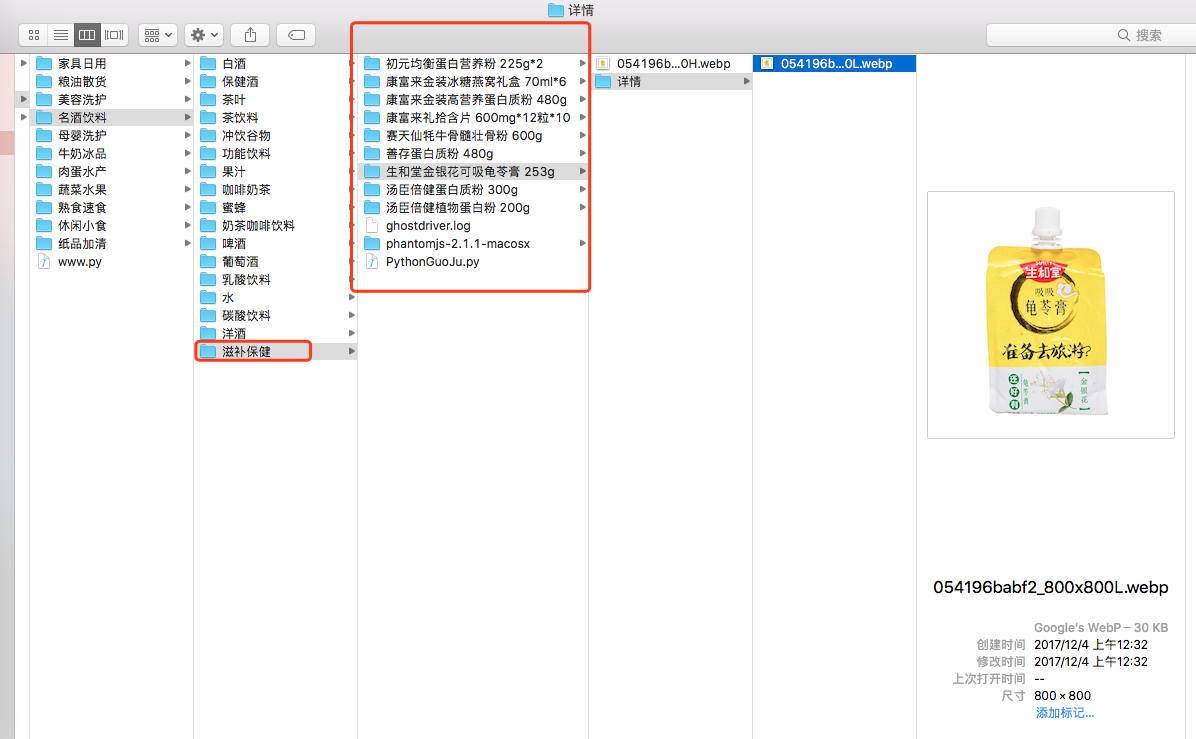 详情
搜索
家具日用
粮油散货
美容洗护
名酒饮料
母婴洗护
牛奶冰品
肉蛋水产
蔬菜水果
熟食速食
休闲小食
纸品加清
www.py
白酒
保健酒
茶叶
茶饮料
冲饮谷物
功能饮料
果汁
咖啡奶茶
蜜蜂
奶茶咖啡饮料
啤酒
葡萄酒
乳酸饮料
水
碳酸饮料
洋酒
滋补保健
初元均衡蛋白营养粉 225g*2
康富来金装冰糖燕窝礼盒 70ml*6
康富来金装高营养蛋白质粉 480g
康富来礼拾含片 600mg*12粒*10
赛天仙牦牛骨髓壮骨粉 600g
善存蛋白质粉 480g
生和堂金银花可吸龟苓膏 253g
汤臣倍健蛋白质粉 300g
汤臣倍健植物蛋白粉 200g
ghostdriver.log
phantomjs-2.1.1-macosx
PythonGuoJu.py
054196b...0H.webp
详情
054196b...0L.webp
生和堂
吸吸
龟苓膏
准备去旅游?
还好有
龟苓膏
金银花
054196babf2_800x800L.webp
Google's WebP — 30 KB
创建时间 2017/12/4 上午12:32
修改时间 2017/12/4 上午12:32
上次打开时间 --
尺寸 800 × 800
添加标记...